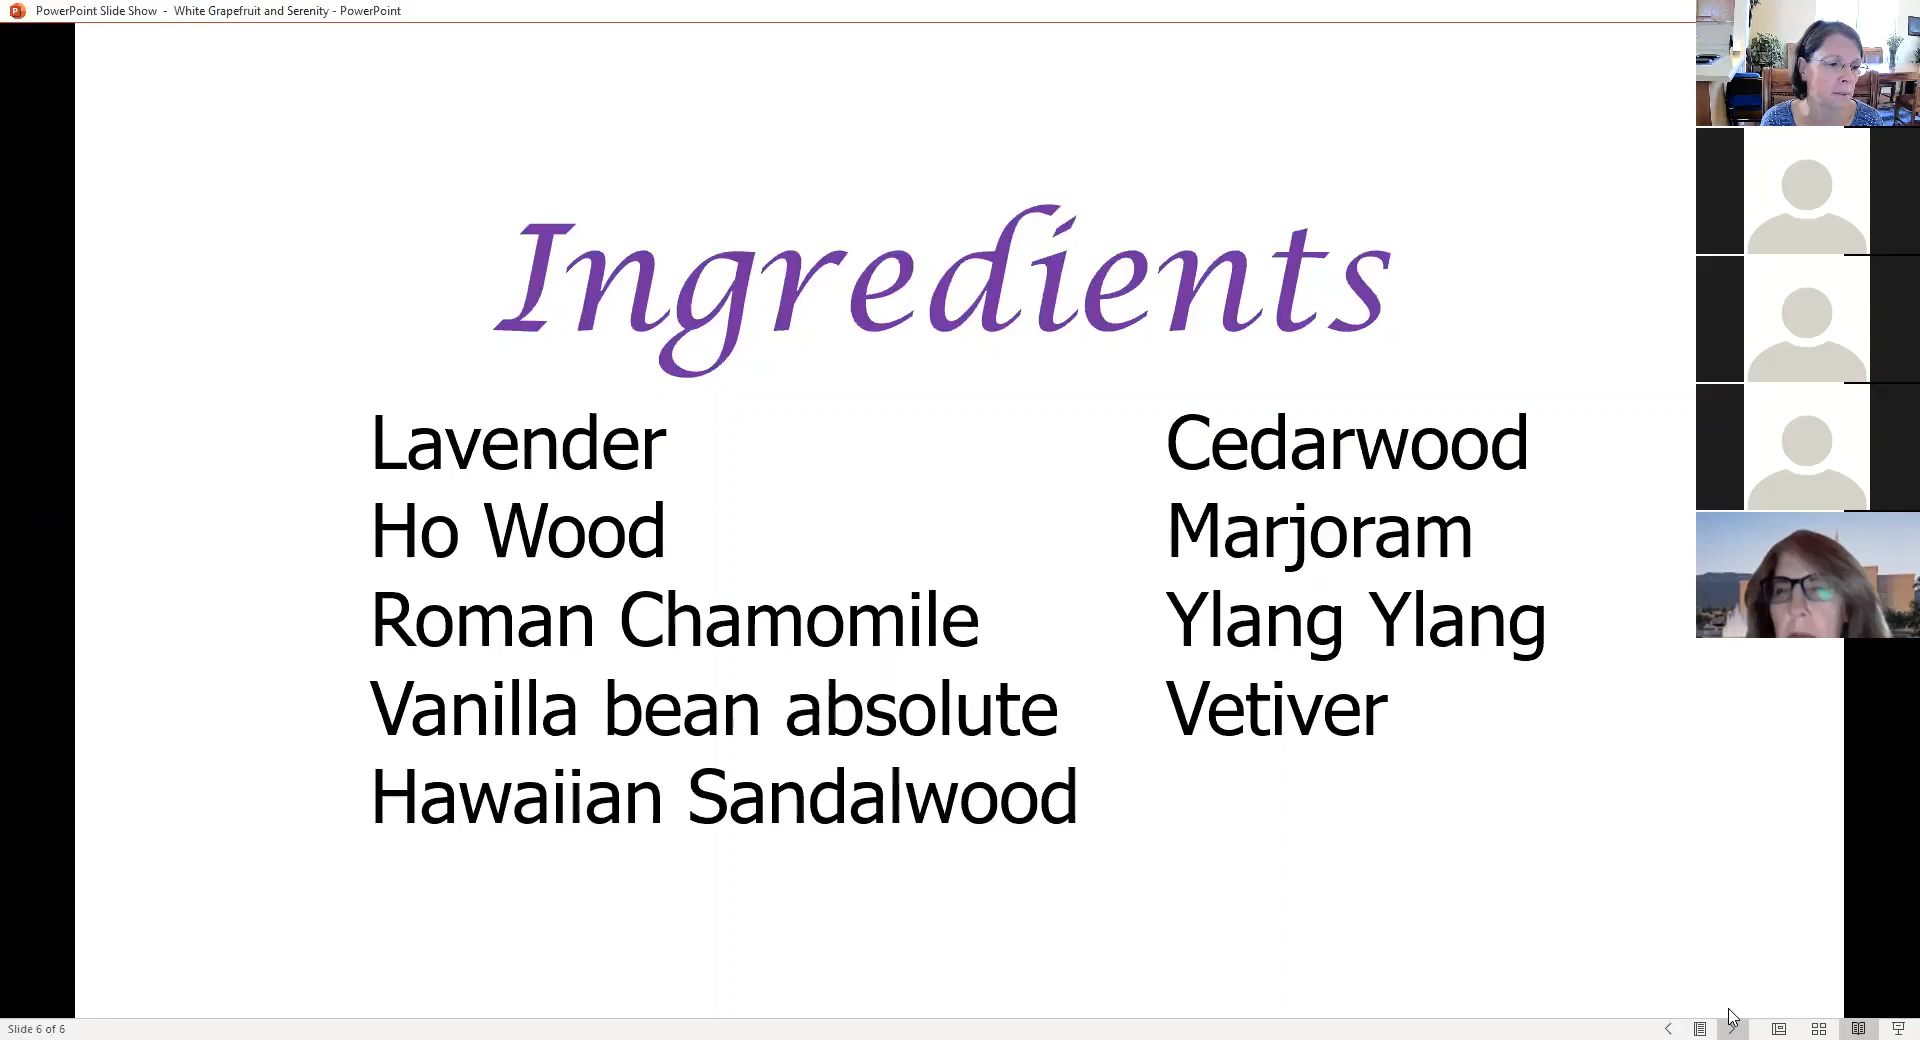 PowerPoint Slide Show - White Grapefruit and Serenity - PowerPoint
Ingredients
Lavender
Ho Wood
Roman Chamomile
Vanilla bean absolute
Hawaiian Sandalwood
Cedarwood
Marjoram
Ylang Ylang
Vetiver
Slide 6 of 6